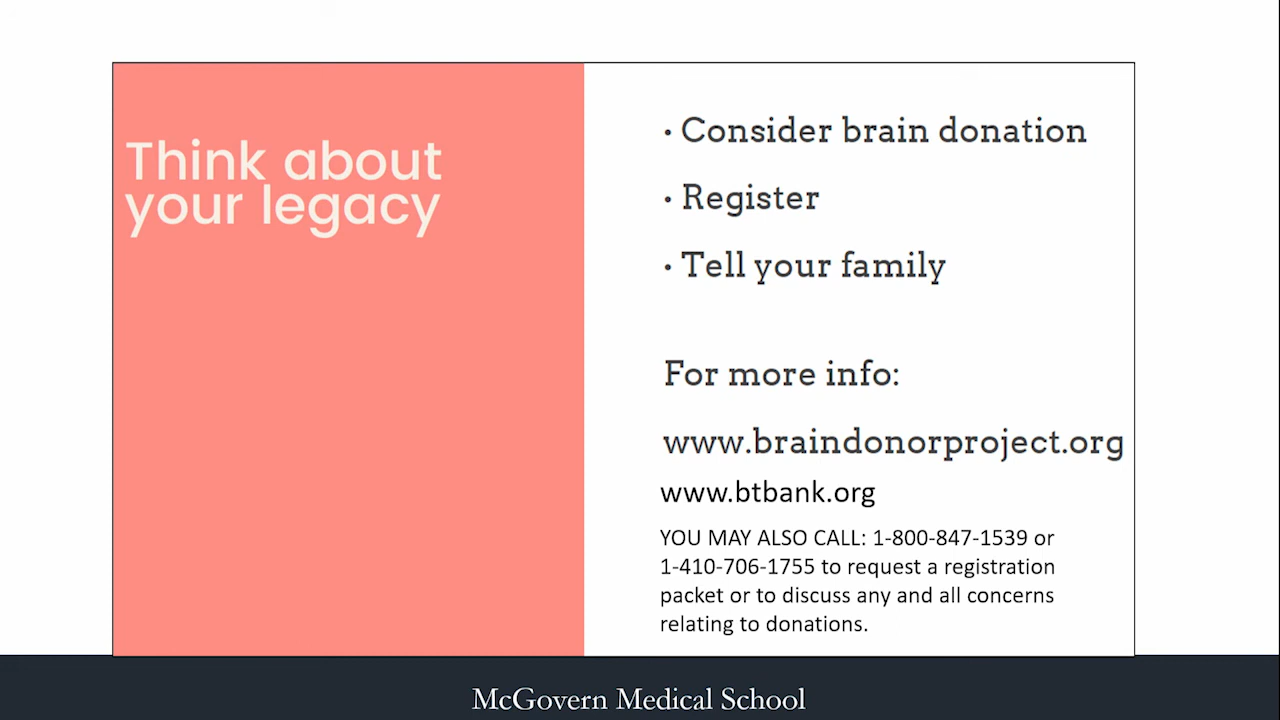 Think about
your legacy
• Consider brain donation
• Register
• Tell your family
For more info:
www.braindonorproject.org
www.btbank.org
YOU MAY ALSO CALL: 1-800-847-1539 or
1-410-706-1755 to request a registration
packet or to discuss any and all concerns
relating to donations.
McGovern Medical School